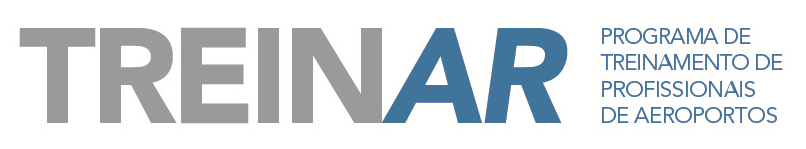 TREINAR
PROGRAMA DE
TREINAMENTO DE
PROFISSIONAIS
DE AEROPORTOS